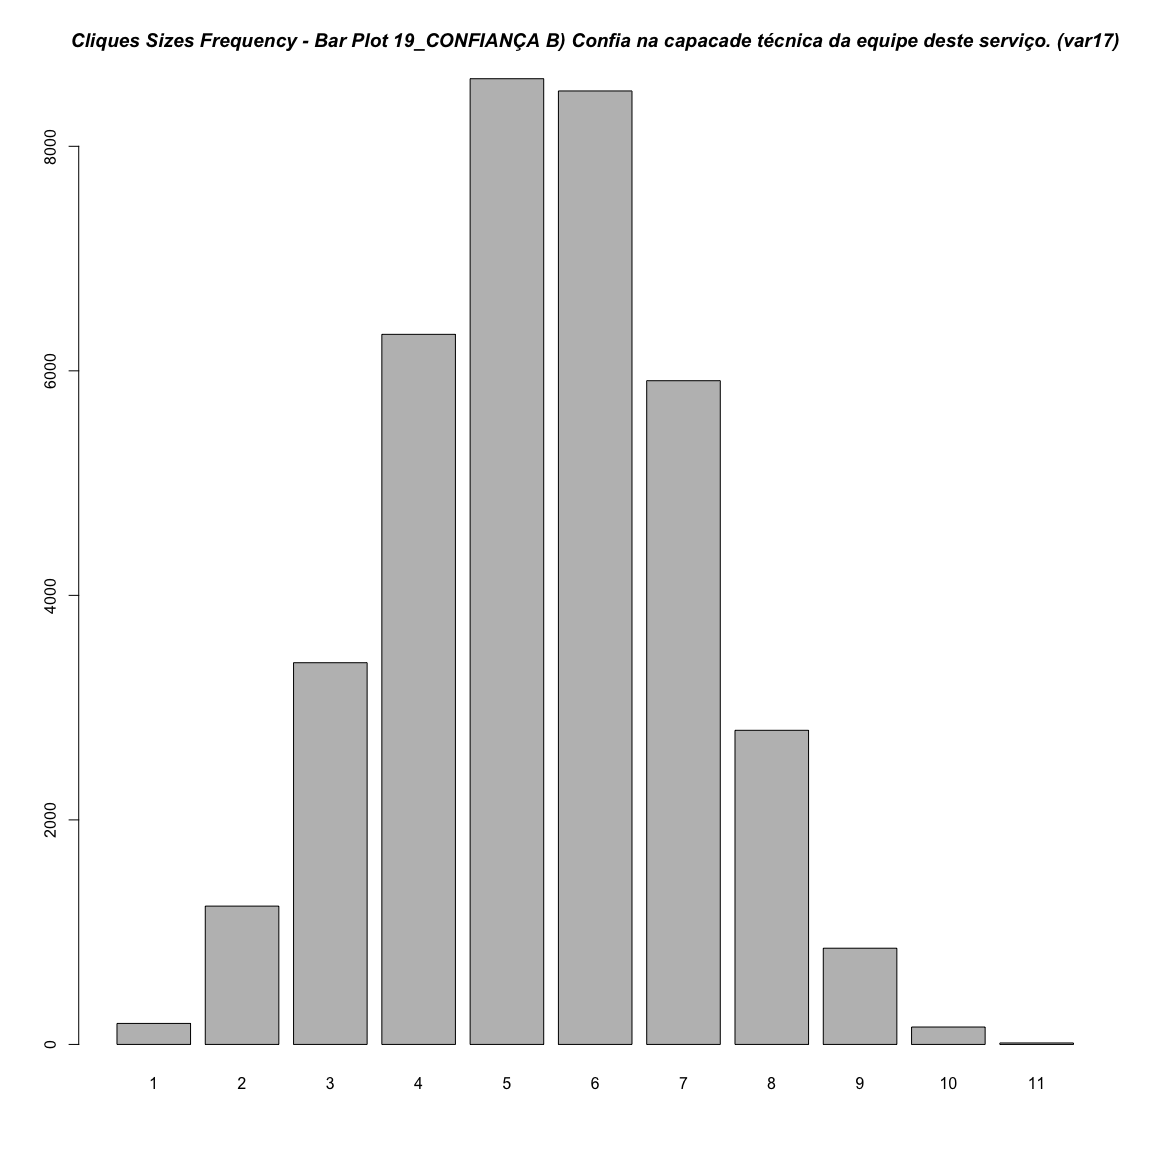 Cliques Sizes Frequency - Bar Plot 19_CONFIANÇA B) Confia na capacade técnica da equipe deste serviço. (var17)
8000
6000
4000
2000
0
1 2 3 4 5 6 7 8 9 10 11